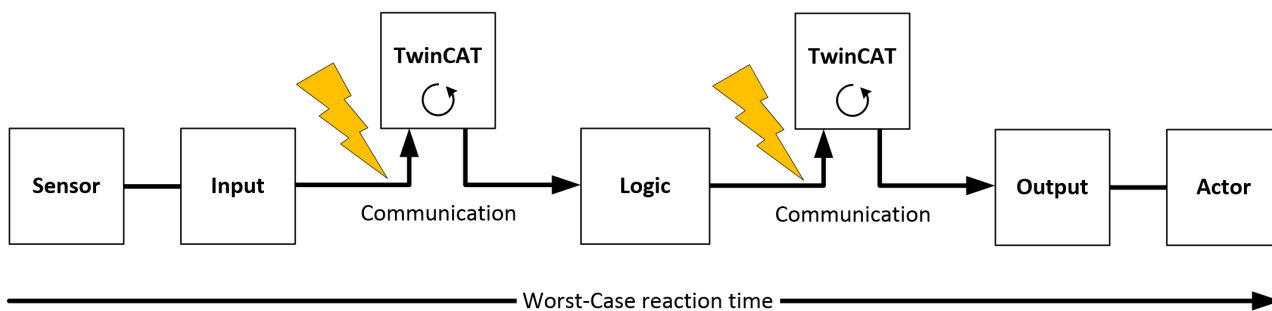 TwinCAT
TwinCAT
Sensor
Input
Logic
Output
Actor
Communication
Communication
Worst-Case reaction time